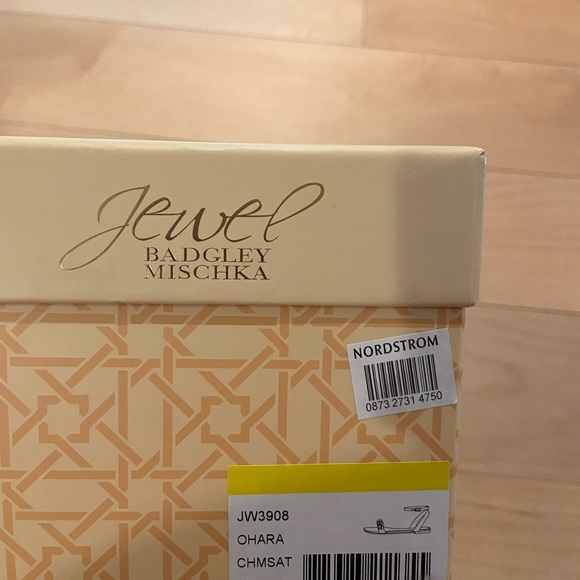 Jewel
BADGLEY
MISCHKA
NORDSTROM
0873 2731 4750
JW3908
OHARA
CHMSAT